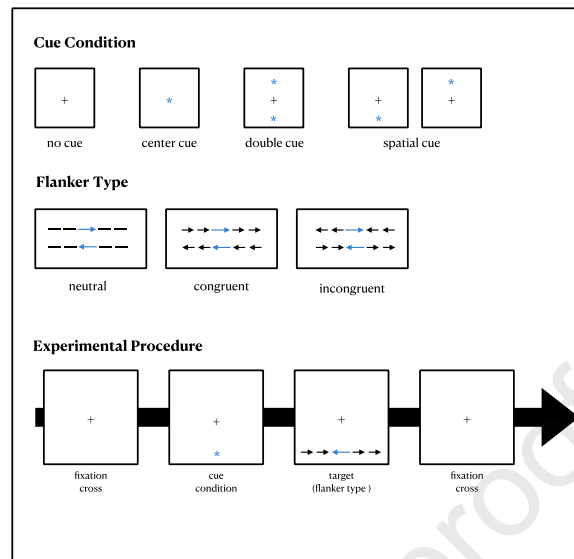 Cue Condition
no cue
center cue
double cue
spatial cue
Flanker Type
neutral
congruent
incongruent
Experimental Procedure
fixation
cross
cue
condition
target
(flanker type )
fixation
cross
proof